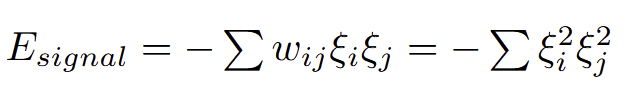 $E_{signal} = -\sum w_{ij}\xi_i\xi_j = -\sum \xi_i^2\xi_j^2$